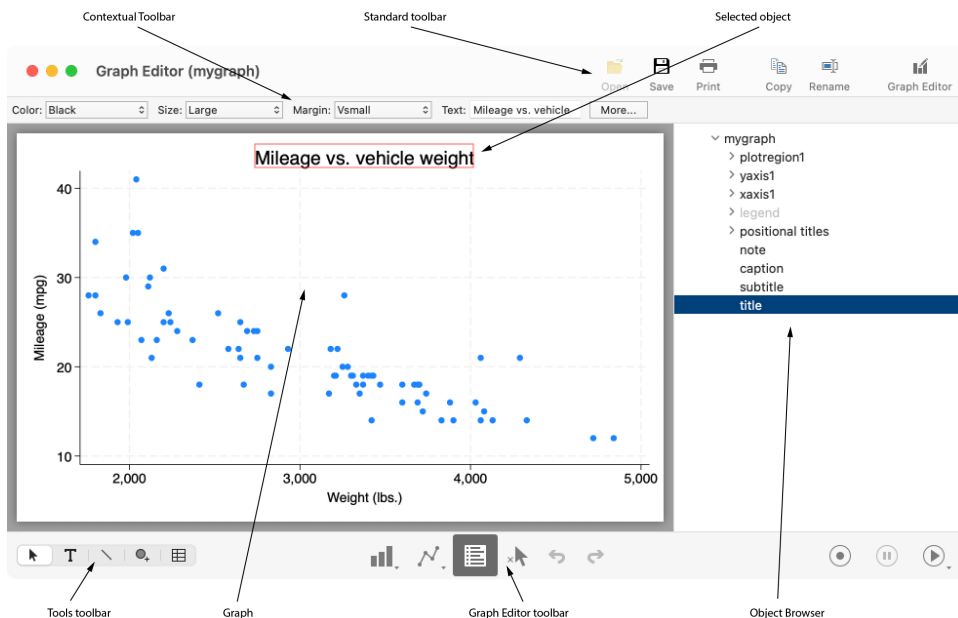 Contextual Toolbar
Standard toolbar
Selected object
Graph Editor (mygraph)
Open
Save
Print
Copy
Rename
Graph Editor
Color: Black
Size: Large
Margin: Vsmall
Text: Mileage vs. vehicle
More...
Mileage vs. vehicle weight
40
30
20
10
Mileage (mpg)
2,000
3,000
4,000
5,000
Weight (lbs.)
mygraph
plotregion1
yaxis1
xaxis1
legend
positional titles
note
caption
subtitle
title
T
Tools toolbar
Graph
Graph Editor toolbar
Object Browser